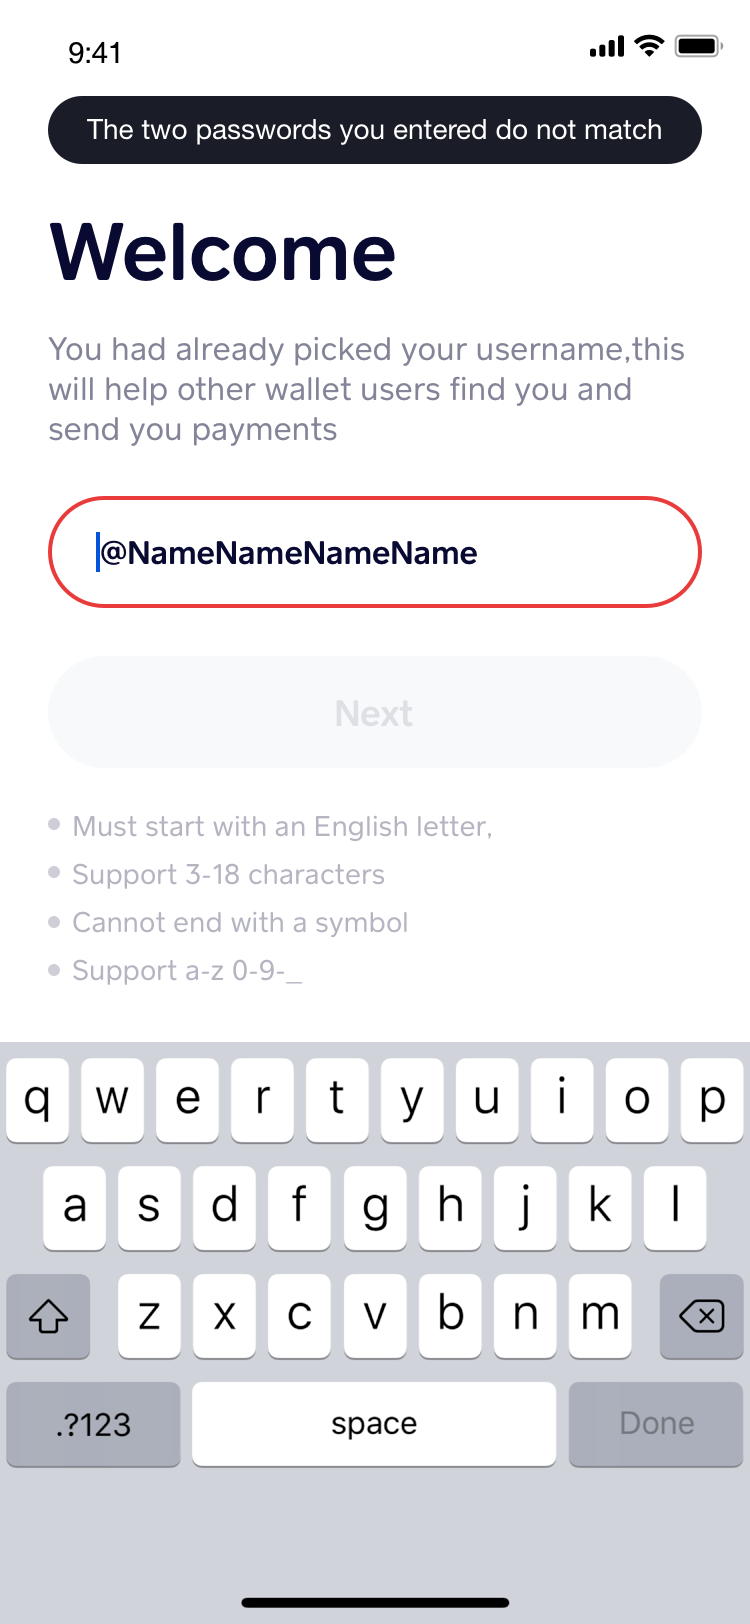 9:41
The two passwords you entered do not match
Welcome
You had already picked your username,this
will help other wallet users find you and
send you payments
@NameNameNameName
Next
Must start with an English letter,
Support 3-18 characters
Cannot end with a symbol
Support a-z 0-9-_
q w e r t y u i o p
a s d f g h j k l
z x c v b n m
.?123 space Done